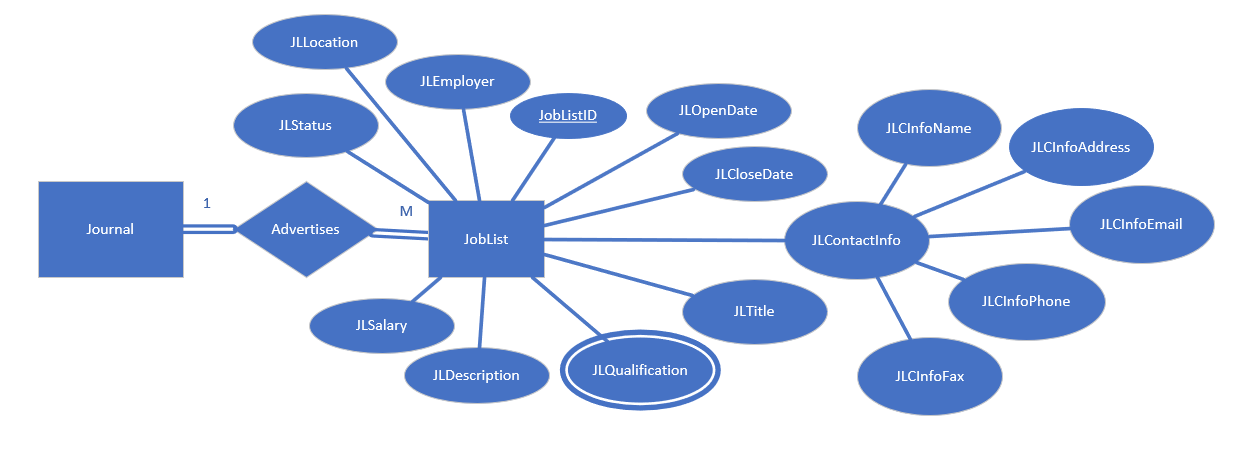 JLLocation
JLEmployer
JobListID
JLOpenDate
JLStatus
JLCInfoName
JLCInfoAddress
JLCloseDate
1
M
Journal
Advertises
JobList
JLContactInfo
JLCInfoEmail
JLCInfoPhone
JLSalary
JLTitle
JLDescription
JLQualification
JLCInfoFax